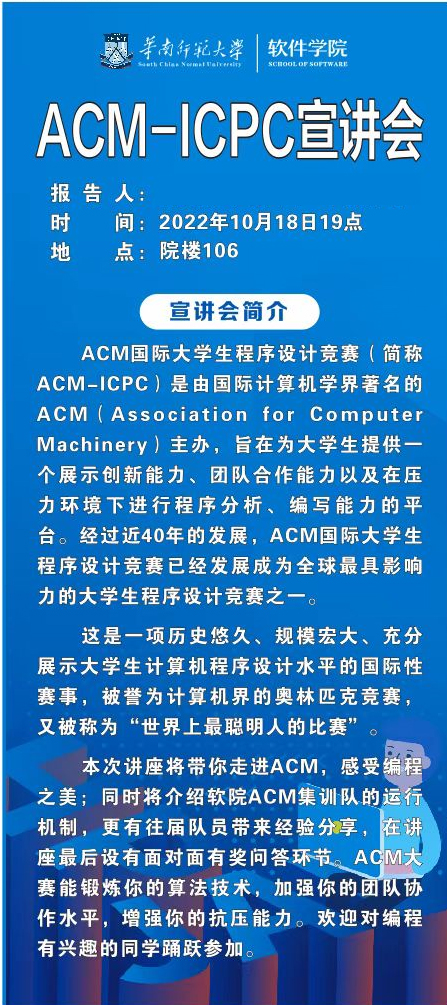 華南師範大學
South China Normal University
软件学院
SCHOOL OF SOFTWARE
ACM-ICPC宣讲会
报 告 人：
时 间：2022年10月18日19点
地 点：院楼106
宣讲会简介
ACM国际大学生程序设计竞赛（简称
ACM-ICPC）是由国际计算机学界著名的
ACM（Association for Computer
Machinery）主办，旨在为大学生提供一
个展示创新能力、团队合作能力以及在压
力环境下进行程序分析、编写能力的平
台。经过近40年的发展，ACM国际大学生
程序设计竞赛已经发展成为全球最具影响
力的大学生程序设计竞赛之一。
这是一项历史悠久、规模宏大、充分
展示大学生计算机程序设计水平的国际性
赛事，被誉为计算机界的奥林匹克竞赛，
又被称为“世界上最聪明人的比赛”。
本次讲座将带你走进ACM，感受编程
之美；同时将介绍软院ACM集训队的运行
机制，更有往届队员带来经验分享，在讲
座最后设有面对面有奖问答环节。ACM大
赛能锻炼你的算法技术，加强你的团队协
作水平，增强你的抗压能力。欢迎对编程
有兴趣的同学踊跃参加。